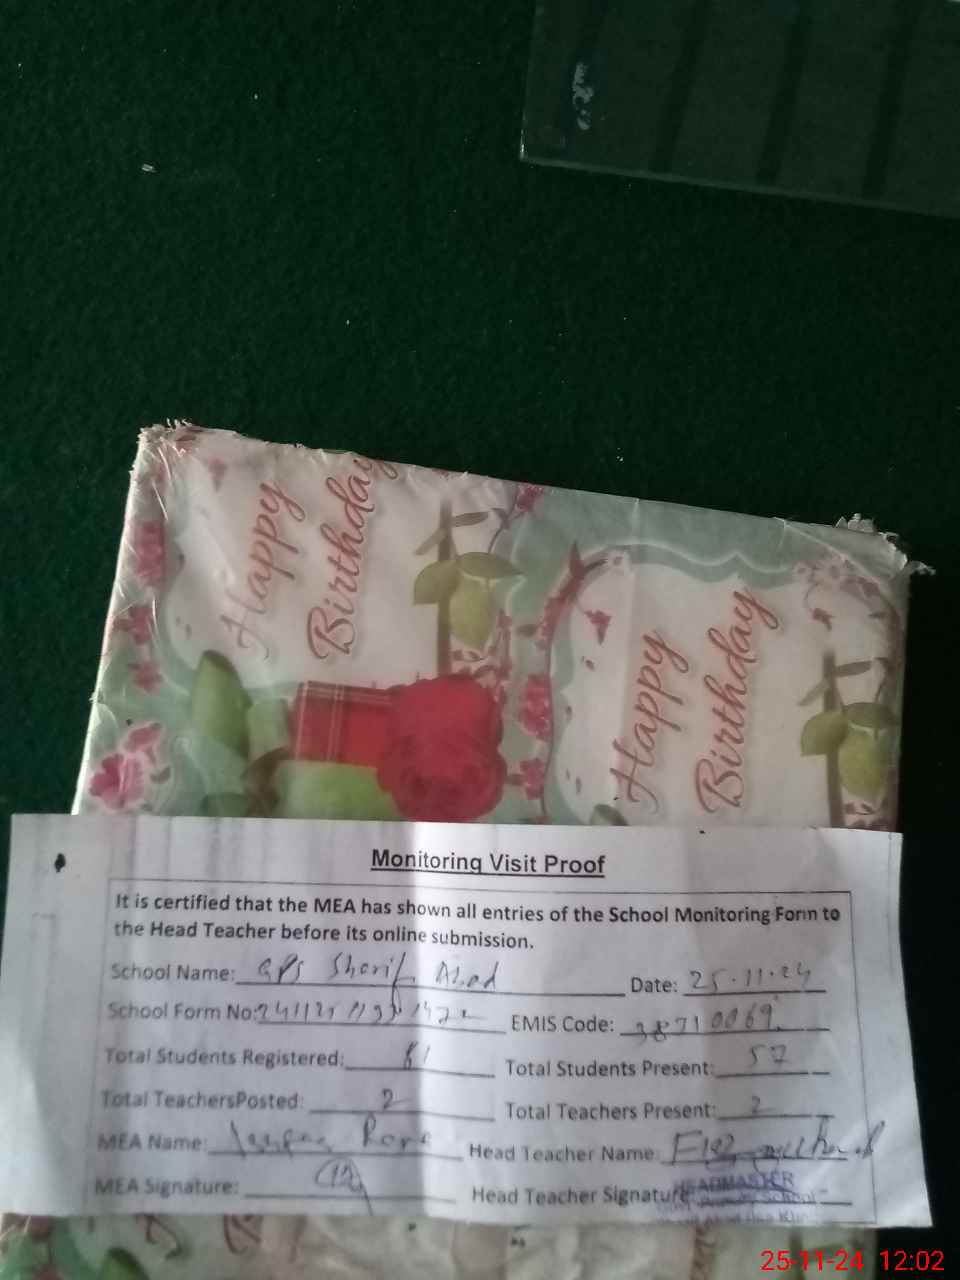 Happy
Birthday
Happy
Birthday
Monitoring Visit Proof
It is certified that the MEA has shown all entries of the School Monitoring Form to
the Head Teacher before its online submission.
School Name: GPS Sharif Abad
Date: 25-11-24
School Form No:
EMIS Code: 38710069
Total Students Registered: 81
Total Students Present: 57
Total TeachersPosted: 2
Total Teachers Present: 2
MEA Name:
Head Teacher Name:
MEA Signature:
Head Teacher Signature:
HEADMASTER
School
25-11-24 12:02